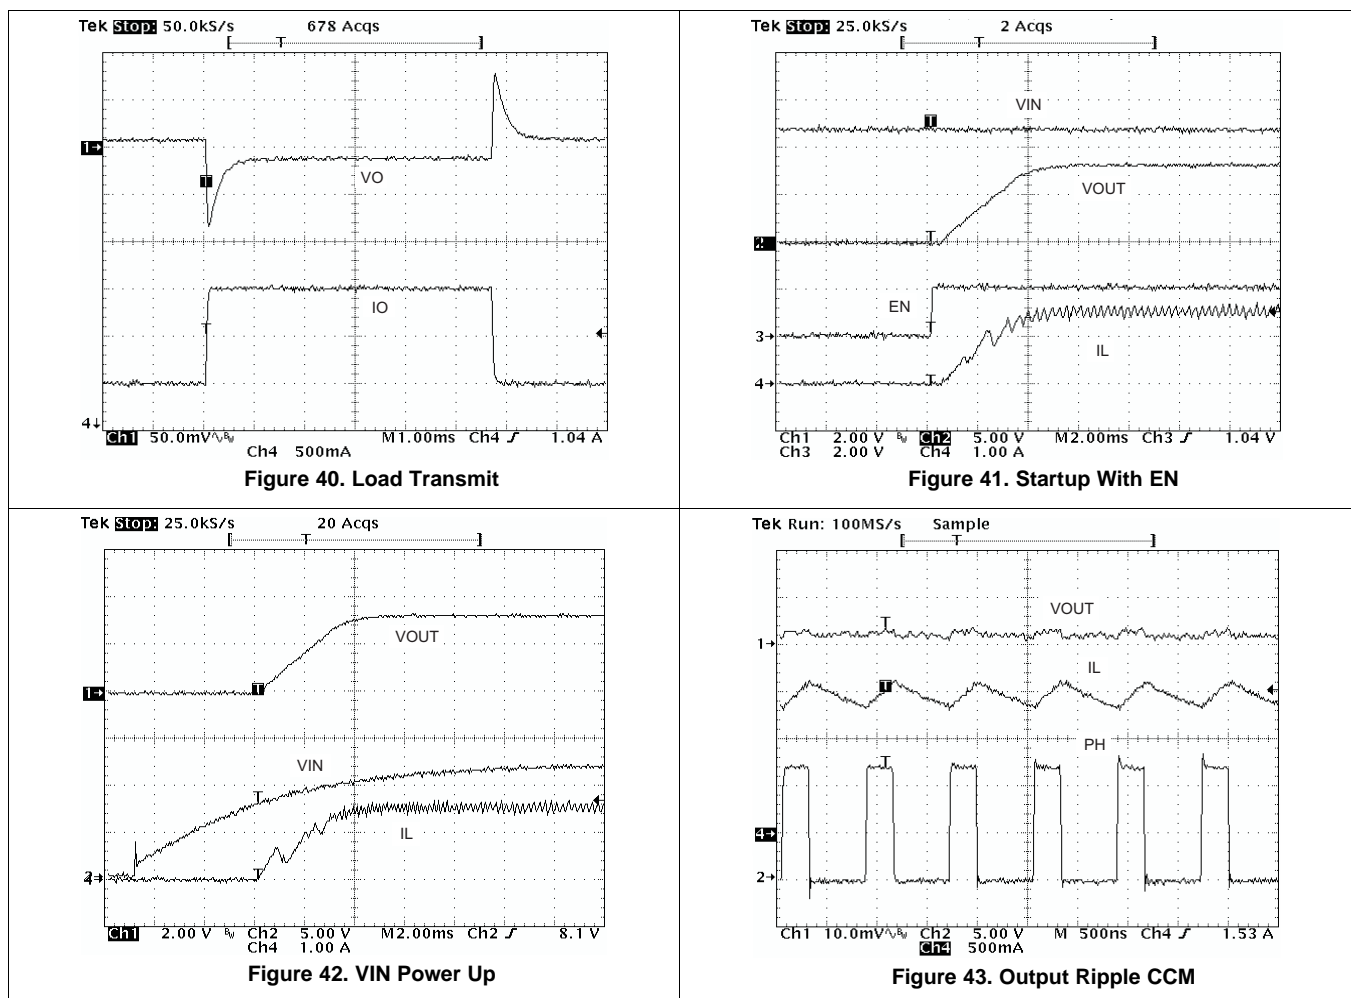 Tek Stop: 50.0kS/s 678 Acqs
T
1
T
VO
IO
T
4
Ch1 50.0mV∿BW M1.00ms Ch4 ƒ 1.04 A
Ch4 500mA
Figure 40. Load Transmit
Tek Stop: 25.0kS/s 2 Acqs
T
VIN
T
VOUT
2
T
EN
T
3
IL
4
T
Ch1 2.00 V BW Ch2 5.00 V M2.00ms Ch3 ƒ 1.04 V
Ch3 2.00 V Ch4 1.00 A
Figure 41. Startup With EN
Tek Stop: 25.0kS/s 20 Acqs
T
VOUT
1
T
VIN
T
IL
T
2
4
Ch1 2.00 V BW Ch2 5.00 V M2.00ms Ch2 ƒ 8.1 V
Ch4 1.00 A
Figure 42. VIN Power Up
Tek Run: 100MS/s Sample
T
VOUT
T
1
IL
T
PH
T
4
2
Ch1 10.0mV∿BW Ch2 5.00 V M 500ns Ch4 ƒ 1.53 A
Ch4 500mA
Figure 43. Output Ripple CCM